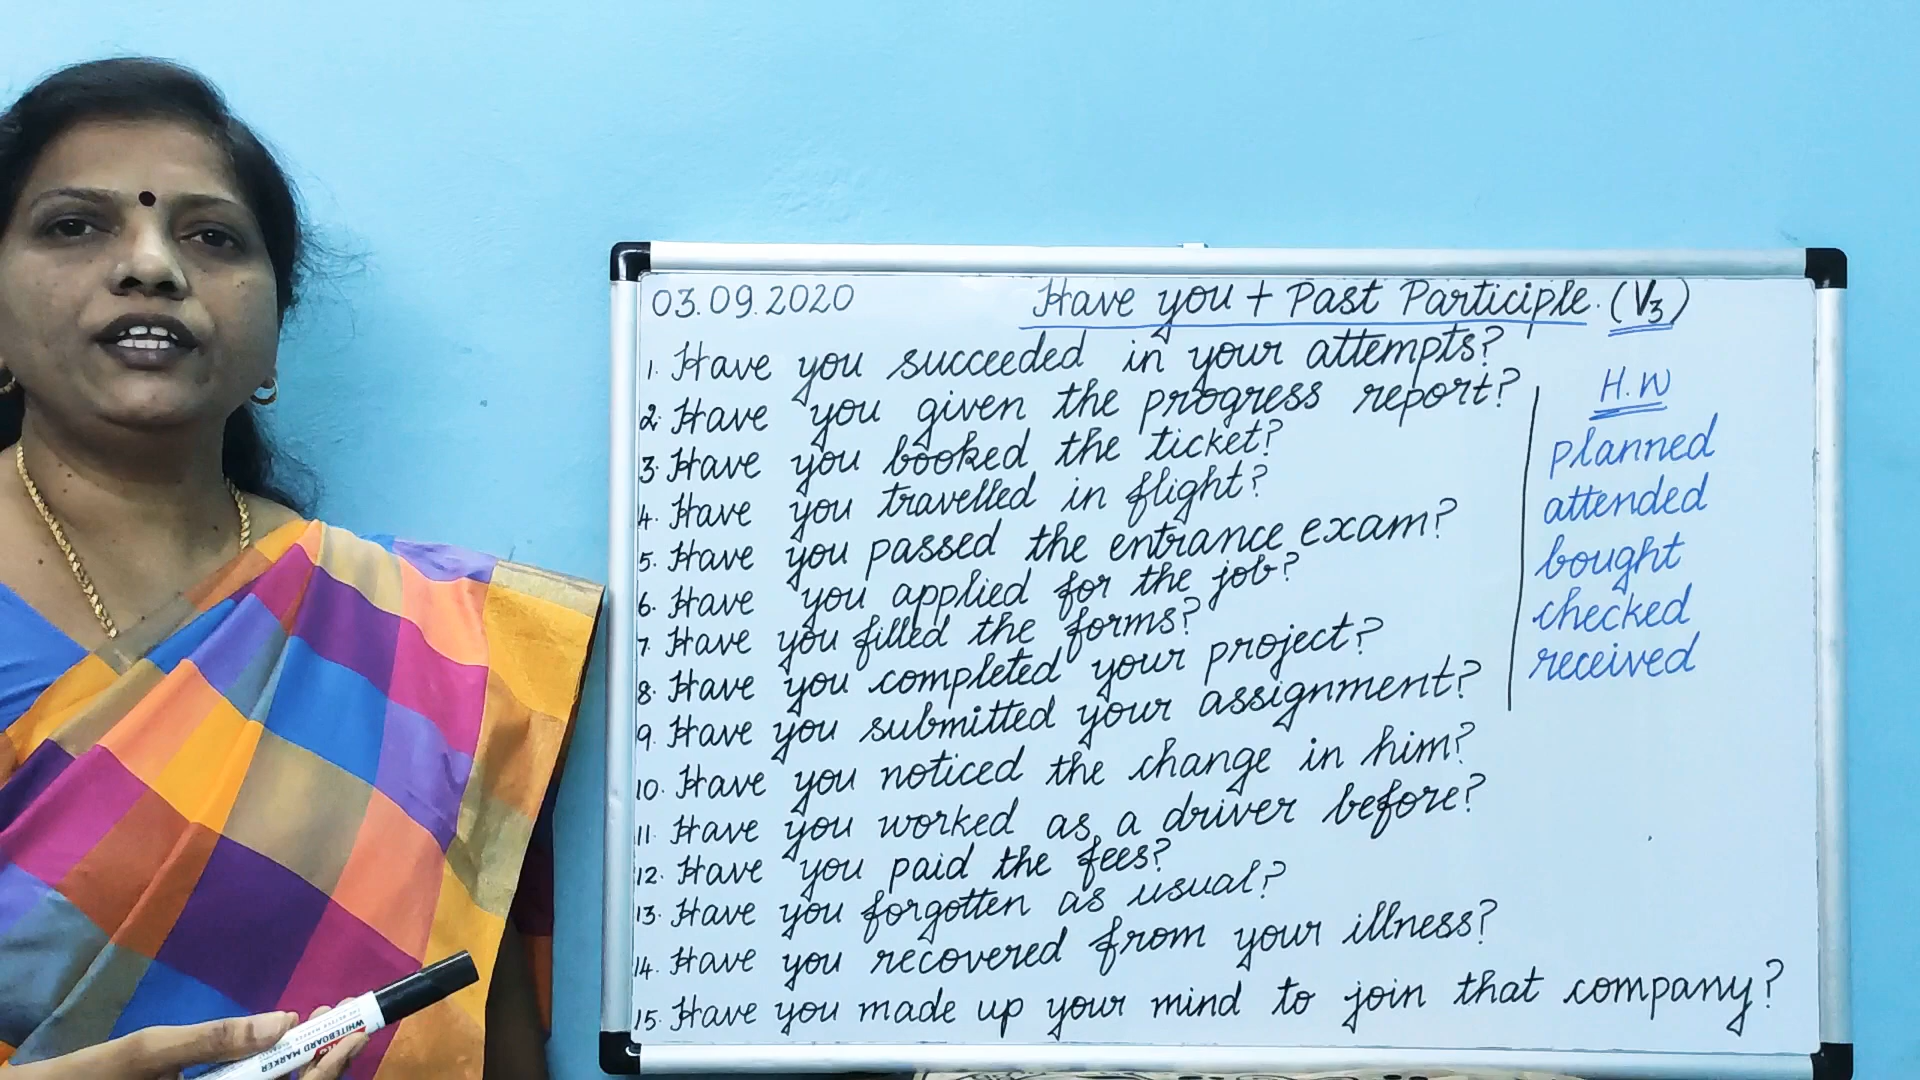 03.09.2020 Have you + Past Participle. (V3)
1. Have you succeeded in your attempts?
2. Have you given the progress report?
3. Have you booked the ticket?
4. Have you travelled in flight?
5. Have you passed the entrance exam?
6. Have you applied for the job?
7. Have you filled the forms?
8. Have you completed your project?
9. Have you submitted your assignment?
10. Have you noticed the change in him?
11. Have you worked as a driver before?
12. Have you paid the fees?
13. Have you forgotten as usual?
14. Have you recovered from your illness?
15. Have you made up your mind to join that company?
H.W
planned
attended
bought
checked
received
WHITEBOARD MARKER